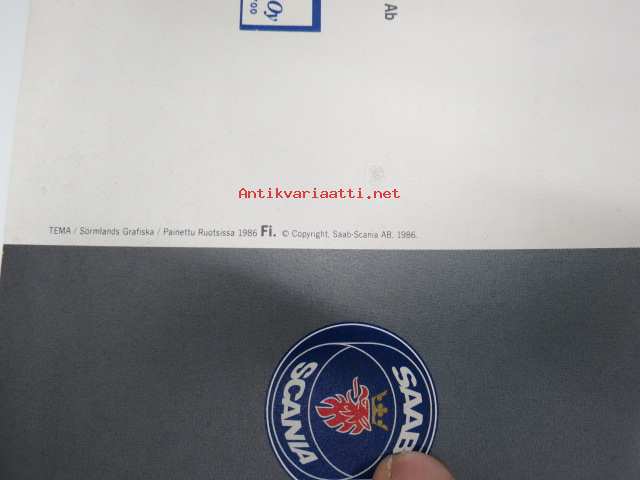 Oy
Ab
Antikvariaatti.net
TEMA / Sörmlands Grafiska / Painettu Ruotsissa 1986 Fi. © Copyright, Saab-Scania AB, 1986.
SAAB
SCANIA